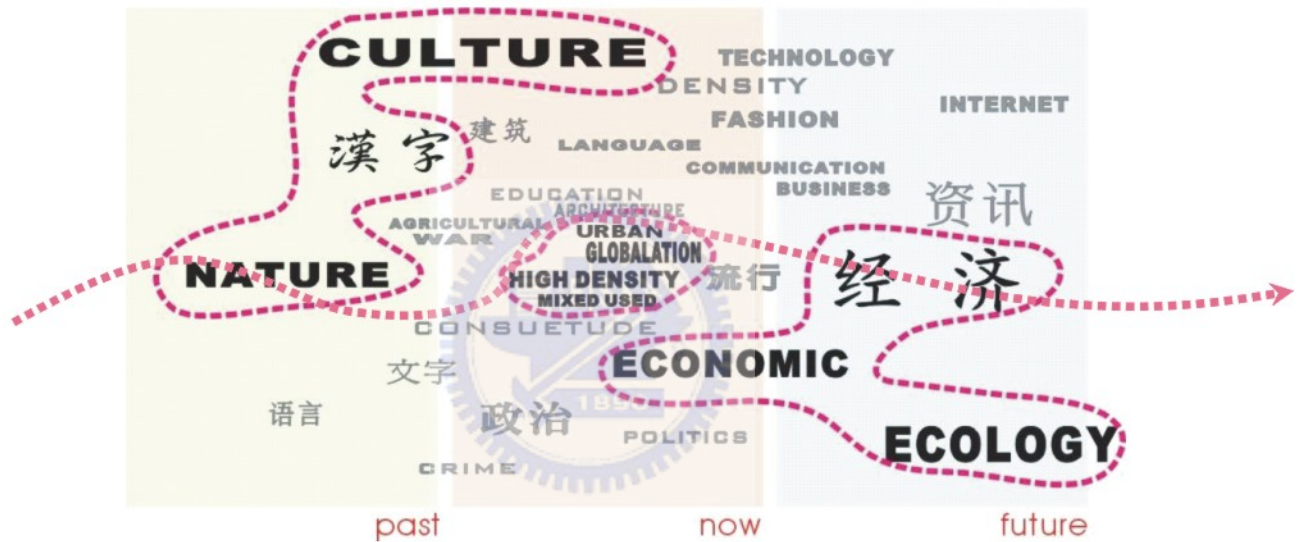 CULTURE
TECHNOLOGY
DENSITY
INTERNET
FASHION
漢字
建筑
LANGUAGE
COMMUNICATION
BUSINESS
EDUCATION
资讯
ARCHITECTURE
AGRICULTURAL
URBAN
WAR
GLOBALATION
NATURE
HIGH DENSITY
流行
经济
MIXED USED
CONSUETUDE
ECONOMIC
文字
1896
语言
政治
POLITICS
ECOLOGY
CRIME
past
now
future